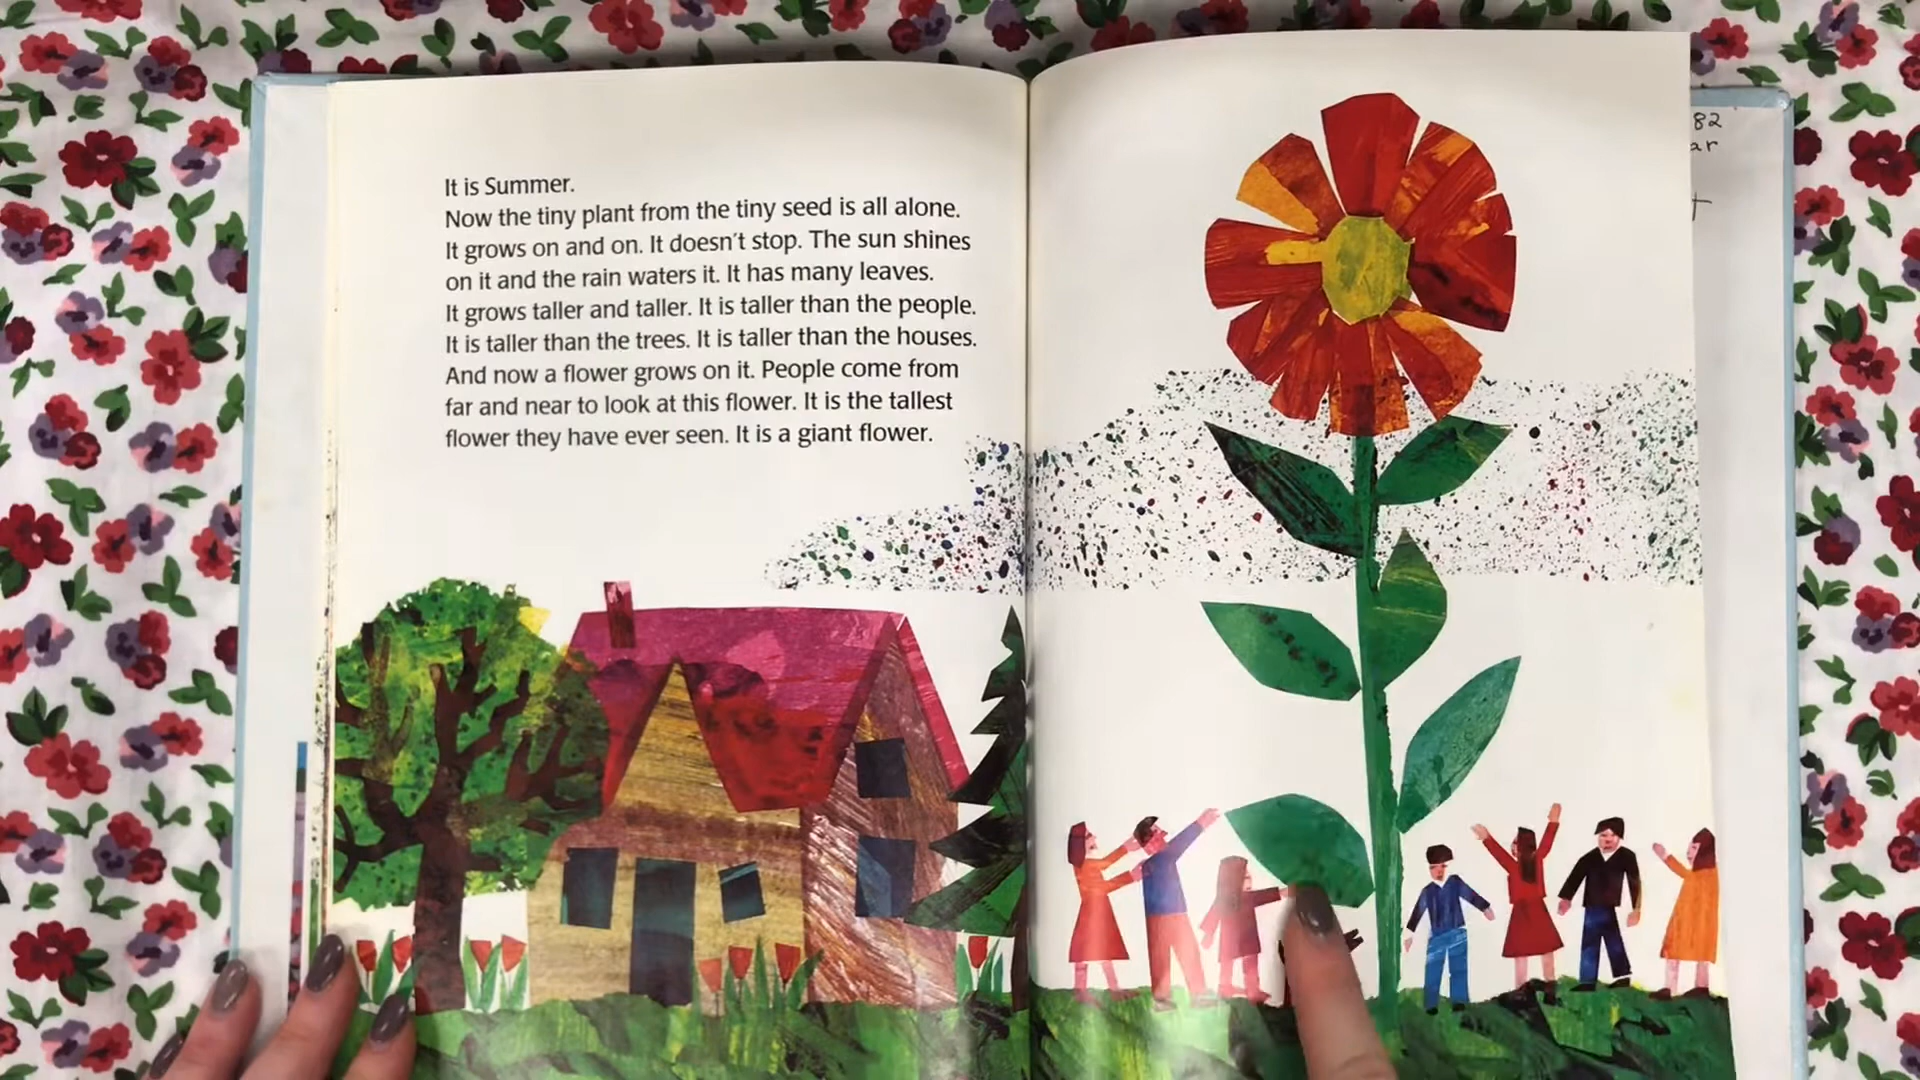 It is Summer.
Now the tiny plant from the tiny seed is all alone.
It grows on and on. It doesn't stop. The sun shines
on it and the rain waters it. It has many leaves.
It grows taller and taller. It is taller than the people.
It is taller than the trees. It is taller than the houses.
And now a flower grows on it. People come from
far and near to look at this flower. It is the tallest
flower they have ever seen. It is a giant flower.
82
ar